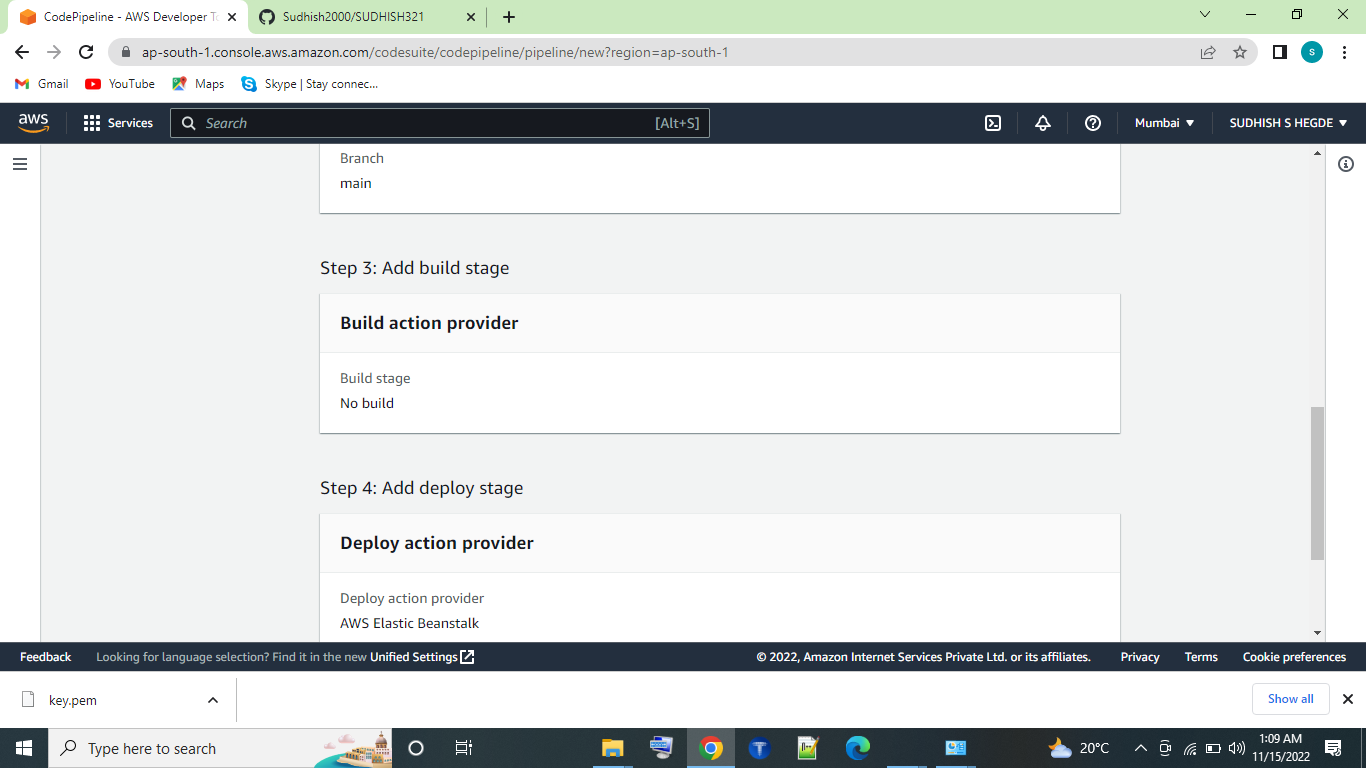 CodePipeline - AWS Developer To
Sudhish2000/SUDHISH321
ap-south-1.console.aws.amazon.com/codesuite/codepipeline/pipeline/new?region=ap-south-1
S
Gmail
YouTube
Maps
Skype | Stay connec...
aws
Services
Search
[Alt+S]
Mumbai
SUDHISH S HEGDE
Branch
main
Step 3: Add build stage
Build action provider
Build stage
No build
Step 4: Add deploy stage
Deploy action provider
Deploy action provider
AWS Elastic Beanstalk
Feedback
Looking for language selection? Find it in the new Unified Settings
© 2022, Amazon Internet Services Private Ltd. or its affiliates.
Privacy
Terms
Cookie preferences
key.pem
Show all
Type here to search
20°C
1:09 AM
11/15/2022